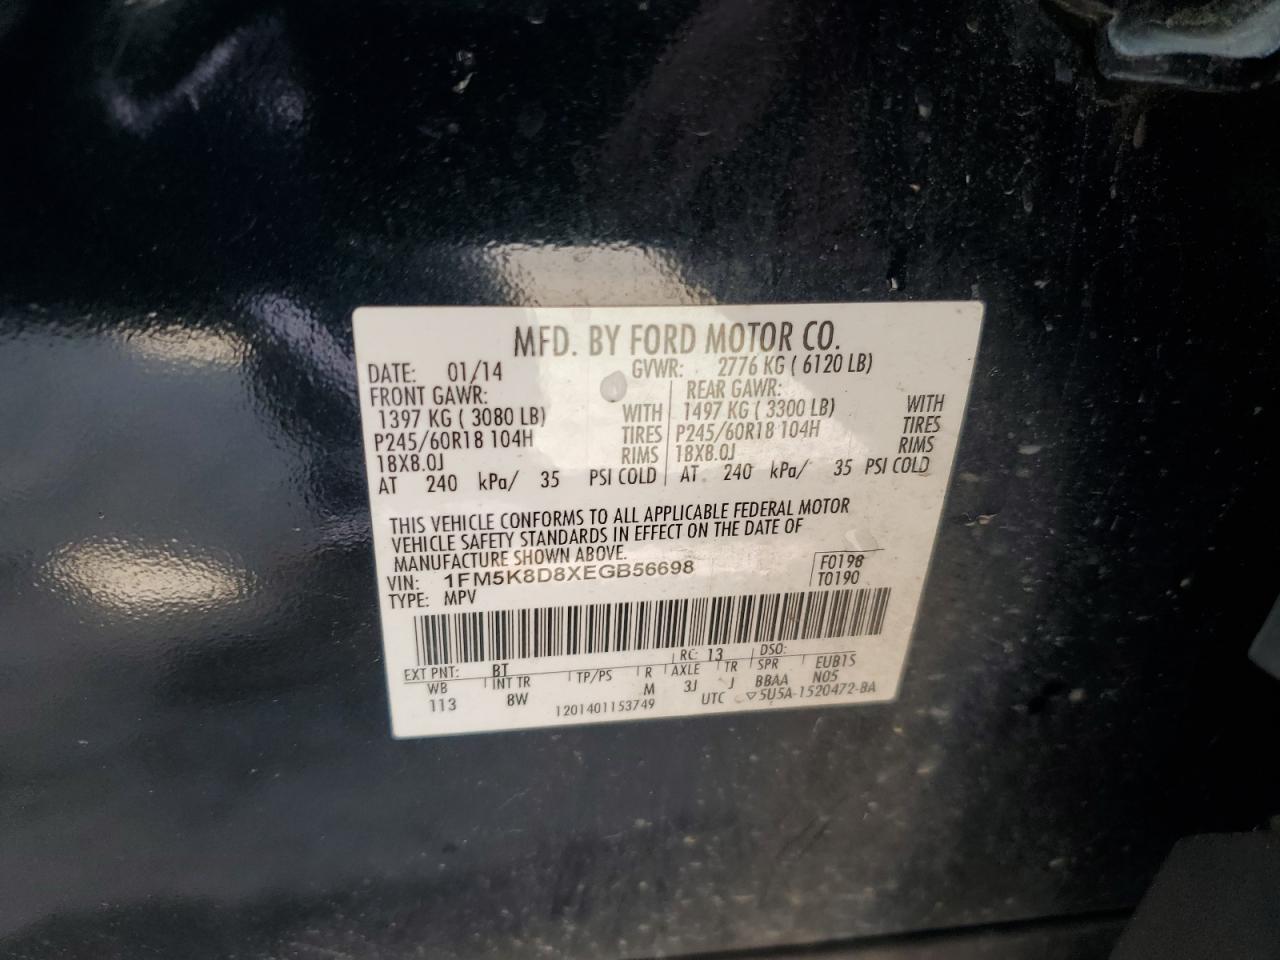 MFD. BY FORD MOTOR CO.
DATE: 01/14 GVWR: 2776 KG ( 6120 LB)
FRONT GAWR: REAR GAWR:
1397 KG ( 3080 LB) WITH 1497 KG ( 3300 LB) WITH
P245/60R18 104H TIRES P245/60R18 104H TIRES
18X8.0J RIMS 18X8.0J RIMS
AT 240 kPa/ 35 PSI COLD AT 240 kPa/ 35 PSI COLD
THIS VEHICLE CONFORMS TO ALL APPLICABLE FEDERAL MOTOR
VEHICLE SAFETY STANDARDS IN EFFECT ON THE DATE OF
MANUFACTURE SHOWN ABOVE.
VIN: 1FM5K8D8XEGB56698 F0198
TYPE: MPV T0190
EXT PNT: BT RC: 13 DSO:
WB INT TR TP/PS R AXLE TR SPR EUB1S
113 BW M 3J J BBAA N05
1201401153749 UTC ▽5U5A-1520472-BA